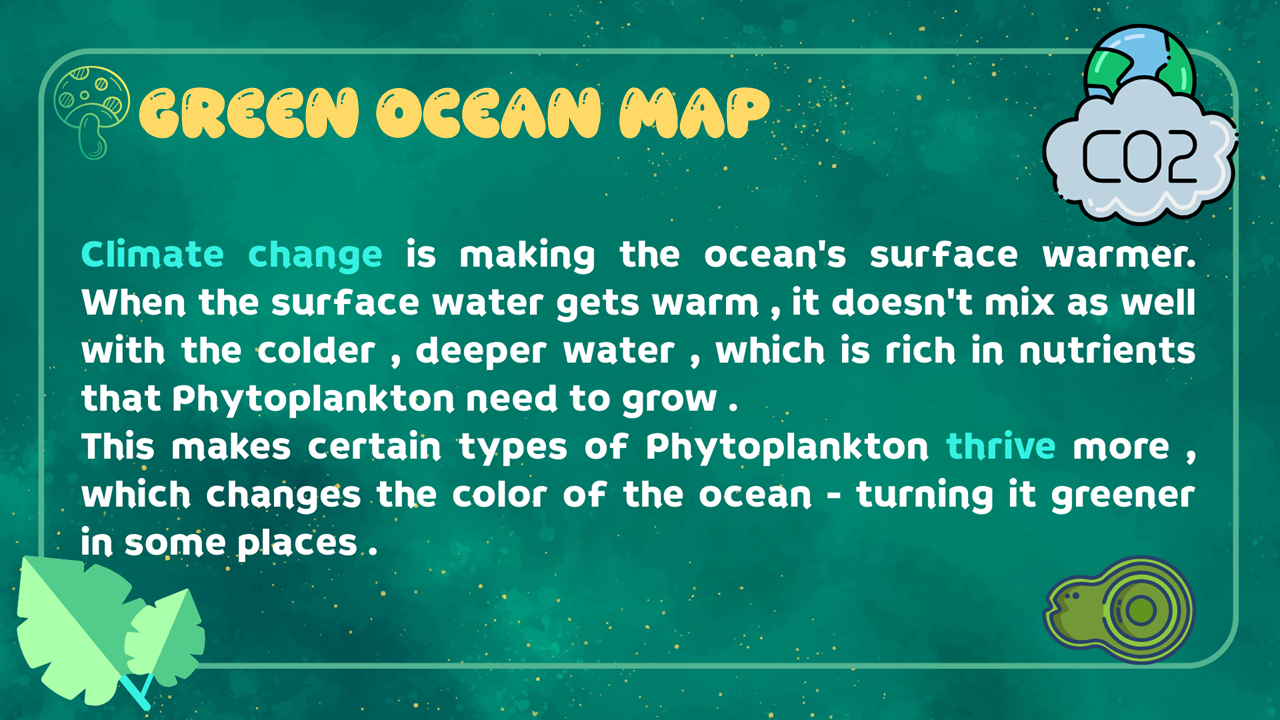 GREEN OCEAN MAP
CO2
Climate change is making the ocean's surface warmer.
When the surface water gets warm , it doesn't mix as well
with the colder , deeper water , which is rich in nutrients
that Phytoplankton need to grow .
This makes certain types of Phytoplankton thrive more ,
which changes the color of the ocean - turning it greener
in some places .